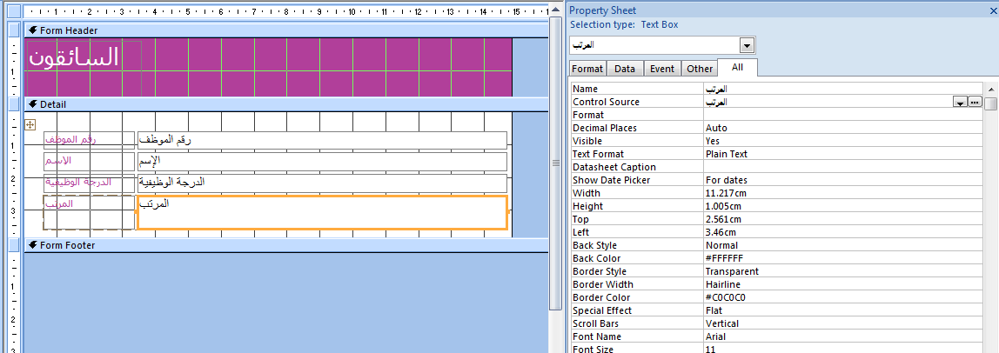 Form Header
السائقون
Detail
رقم الموظف رقم الموظف
الإسم الإسم
الدرجة الوظيفية الدرجة الوظيفية
المرتب المرتب
Form Footer
Property Sheet
Selection type: Text Box
المرتب
Format Data Event Other All
Name المرتب
Control Source المرتب
Format
Decimal Places Auto
Visible Yes
Text Format Plain Text
Datasheet Caption
Show Date Picker For dates
Width 11.217cm
Height 1.005cm
Top 2.561cm
Left 3.46cm
Back Style Normal
Back Color #FFFFFF
Border Style Transparent
Border Width Hairline
Border Color #C0C0C0
Special Effect Flat
Scroll Bars Vertical
Font Name Arial
Font Size 11